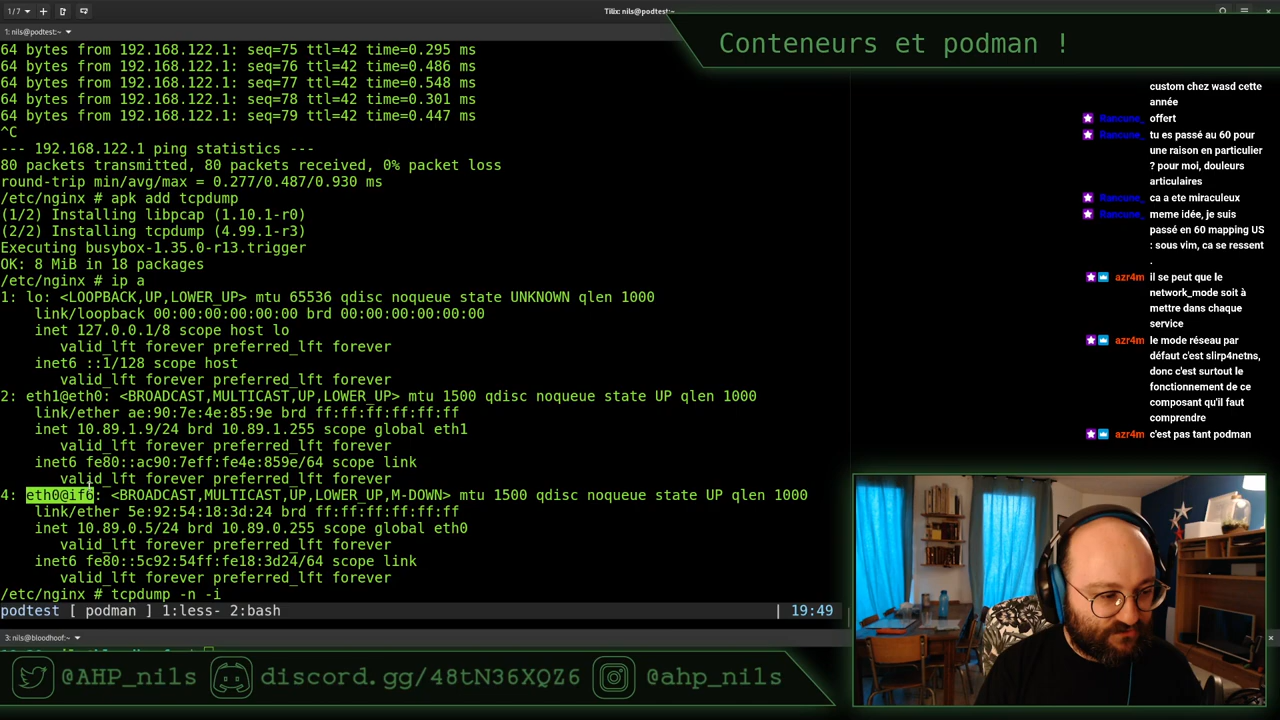 1/7
Tilix: nils@podtest:~
1: nils@podtest:~
64 bytes from 192.168.122.1: seq=75 ttl=42 time=0.295 ms
64 bytes from 192.168.122.1: seq=76 ttl=42 time=0.486 ms
64 bytes from 192.168.122.1: seq=77 ttl=42 time=0.548 ms
64 bytes from 192.168.122.1: seq=78 ttl=42 time=0.301 ms
64 bytes from 192.168.122.1: seq=79 ttl=42 time=0.447 ms
^C
--- 192.168.122.1 ping statistics ---
80 packets transmitted, 80 packets received, 0% packet loss
round-trip min/avg/max = 0.277/0.487/0.930 ms
/etc/nginx # apk add tcpdump
(1/2) Installing libpcap (1.10.1-r0)
(2/2) Installing tcpdump (4.99.1-r3)
Executing busybox-1.35.0-r13.trigger
OK: 8 MiB in 18 packages
/etc/nginx # ip a
1: lo: <LOOPBACK,UP,LOWER_UP> mtu 65536 qdisc noqueue state UNKNOWN qlen 1000
link/loopback 00:00:00:00:00:00 brd 00:00:00:00:00:00
inet 127.0.0.1/8 scope host lo
valid_lft forever preferred_lft forever
inet6 ::1/128 scope host
valid_lft forever preferred_lft forever
2: eth1@eth0: <BROADCAST,MULTICAST,UP,LOWER_UP> mtu 1500 qdisc noqueue state UP qlen 1000
link/ether ae:90:7e:4e:85:9e brd ff:ff:ff:ff:ff:ff
inet 10.89.1.9/24 brd 10.89.1.255 scope global eth1
valid_lft forever preferred_lft forever
inet6 fe80::ac90:7eff:fe4e:859e/64 scope link
valid_lft forever preferred_lft forever
4: eth0@if6: <BROADCAST,MULTICAST,UP,LOWER_UP,M-DOWN> mtu 1500 qdisc noqueue state UP qlen 1000
link/ether 5e:92:54:18:3d:24 brd ff:ff:ff:ff:ff:ff
inet 10.89.0.5/24 brd 10.89.0.255 scope global eth0
valid_lft forever preferred_lft forever
inet6 fe80::5c92:54ff:fe18:3d24/64 scope link
valid_lft forever preferred_lft forever
/etc/nginx # tcpdump -n -i
podtest [ podman ] 1:less- 2:bash | 19:49
3: nils@bloodhoof:~
Conteneurs et podman !
custom chez wasd cette
année
Rancune_ offert
Rancune_ tu es passé au 60 pour
une raison en particulier
? pour moi, douleurs
articulaires
Rancune_ ca a ete miraculeux
Rancune_ meme idée, je suis
passé en 60 mapping US
: sous vim, ca se ressent
.
azr4m il se peut que le
network_mode soit à
mettre dans chaque
service
azr4m le mode réseau par
défaut c'est slirp4netns,
donc c'est surtout le
fonctionnement de ce
composant qu'il faut
comprendre
azr4m c'est pas tant podman
@AHP_nils
discord.gg/48tN36XQZ6
@ahp_nils